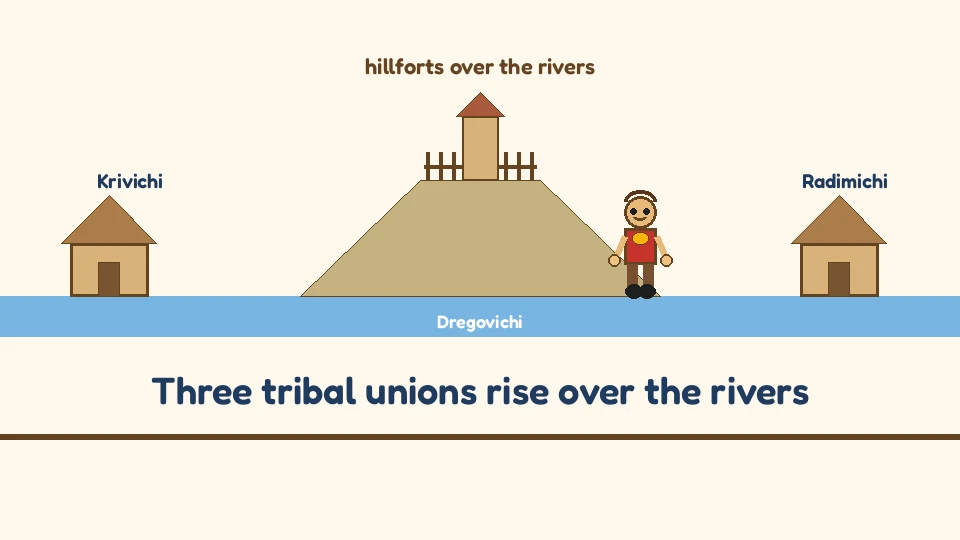 hillforts over the rivers
Krivichi
Radimichi
Dregovichi
Three tribal unions rise over the rivers